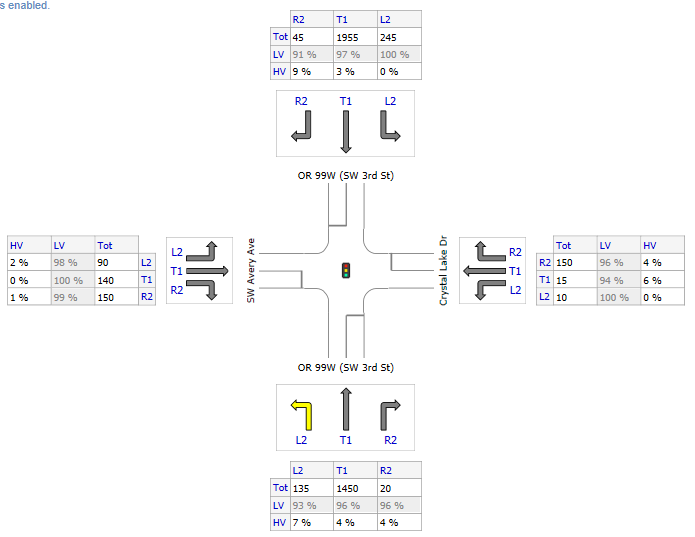 s enabled.
R2 T1 L2
Tot 45 1955 245
LV 91 % 97 % 100 %
HV 9 % 3 % 0 %
R2 T1 L2
OR 99W (SW 3rd St)
HV LV Tot
2 % 98 % 90 L2
0 % 100 % 140 T1
1 % 99 % 150 R2
L2
T1
R2
SW Avery Ave
Crystal Lake Dr
R2
T1
L2
Tot LV HV
R2 150 96 % 4 %
T1 15 94 % 6 %
L2 10 100 % 0 %
OR 99W (SW 3rd St)
L2 T1 R2
L2 T1 R2
Tot 135 1450 20
LV 93 % 96 % 96 %
HV 7 % 4 % 4 %